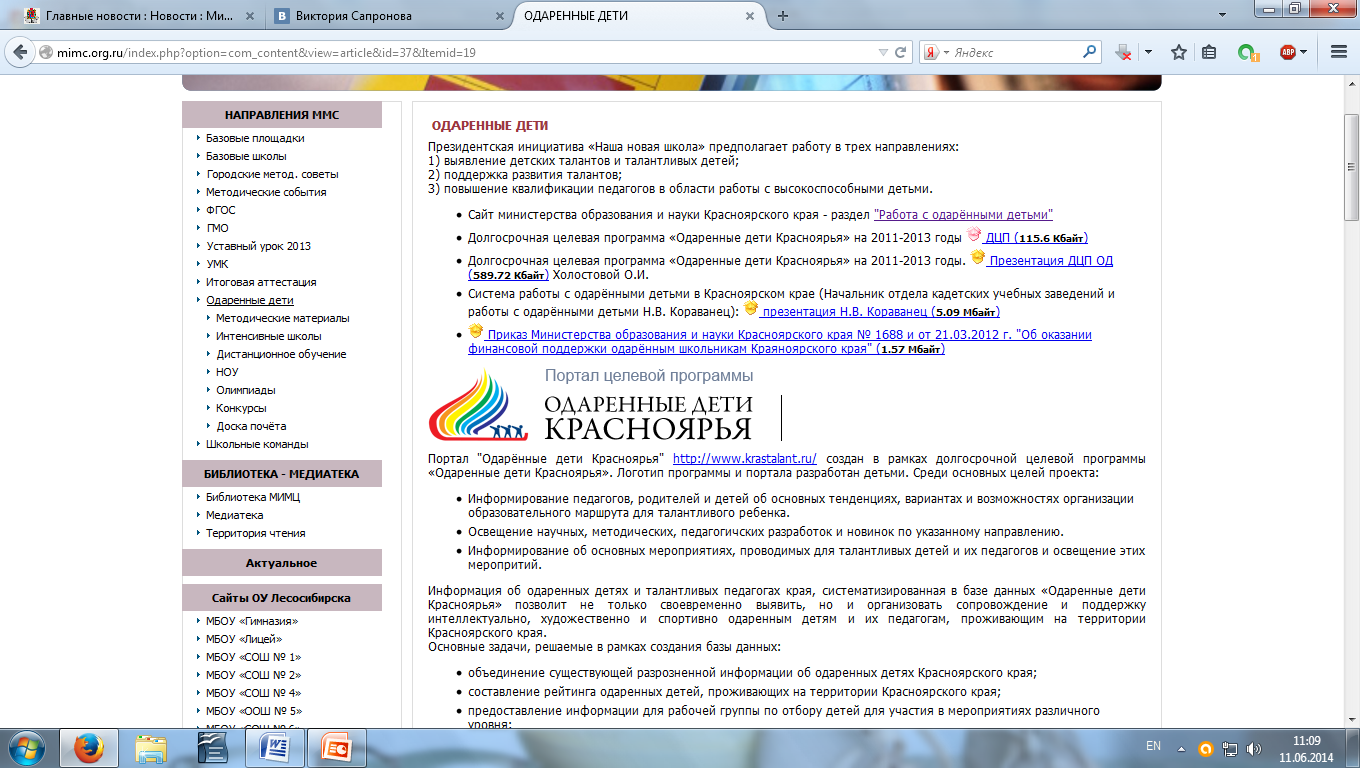 Главные новости : Новости : Ми...
Виктория Сапронова
ОДАРЕННЫЕ ДЕТИ
mimc.org.ru/index.php?option=com_content&view=article&id=37&Itemid=19
Яндекс
ABP
НАПРАВЛЕНИЯ ММС
Базовые площадки
Базовые школы
Городские метод. советы
Методические события
ФГОС
ГМО
Уставный урок 2013
УМК
Итоговая аттестация
Одаренные дети
Методические материалы
Интенсивные школы
Дистанционное обучение
НОУ
Олимпиады
Конкурсы
Доска почёта
Школьные команды
БИБЛИОТЕКА - МЕДИАТЕКА
Библиотека МИМЦ
Медиатека
Территория чтения
Актуальное
Сайты ОУ Лесосибирска
МБОУ «Гимназия»
МБОУ «Лицей»
МБОУ «СОШ № 1»
МБОУ «СОШ № 2»
МБОУ «СОШ № 4»
МБОУ «ООШ № 5»
ОДАРЕННЫЕ ДЕТИ
Президентская инициатива «Наша новая школа» предполагает работу в трех направлениях:
1) выявление детских талантов и талантливых детей;
2) поддержка развития талантов;
3) повышение квалификации педагогов в области работы с высокоспособными детьми.
• Сайт министерства образования и науки Красноярского края - раздел "Работа с одарёнными детьми"
• Долгосрочная целевая программа «Одаренные дети Красноярья» на 2011-2013 годы ДЦП (115.6 Кбайт)
• Долгосрочная целевая программа «Одаренные дети Красноярья» на 2011-2013 годы. Презентация ДЦП ОД
(589.72 Кбайт) Холостовой О.И.
• Система работы с одарёнными детьми в Красноярском крае (Начальник отдела кадетских учебных заведений и
работы с одарёнными детьми Н.В. Кораванец): презентация Н.В. Кораванец (5.09 Мбайт)
• Приказ Министерства образования и науки Красноярского края № 1688 и от 21.03.2012 г. "Об оказании
финансовой поддержки одарённым школьникам Краяноярского края" (1.57 Мбайт)
Портал целевой программы
ОДАРЕННЫЕ ДЕТИ
КРАСНОЯРЬЯ
Портал "Одарённые дети Красноярья" http://www.krastalant.ru/ создан в рамках долгосрочной целевой программы
«Одаренные дети Красноярья». Логотип программы и портала разработан детьми. Среди основных целей проекта:
• Информирование педагогов, родителей и детей об основных тенденциях, вариантах и возможностях организации
образовательного маршрута для талантливого ребенка.
• Освещение научных, методических, педагогичских разработок и новинок по указанному направлению.
• Информирование об основных мероприятиях, проводимых для талантливых детей и их педагогов и освещение этих
меропритий.
Информация об одаренных детях и талантливых педагогах края, систематизированная в базе данных «Одаренные дети
Красноярья» позволит не только своевременно выявить, но и организовать сопровождение и поддержку
интеллектуально, художественно и спортивно одаренным детям и их педагогам, проживающим на территории
Красноярского края.
Основные задачи, решаемые в рамках создания базы данных:
• объединение существующей разрозненной информации об одаренных детях Красноярского края;
• составление рейтинга одаренных детей, проживающих на территории Красноярского края;
• предоставление информации для рабочей группы по отбору детей для участия в мероприятиях различного
уровня;
EN
11:09
11.06.2014